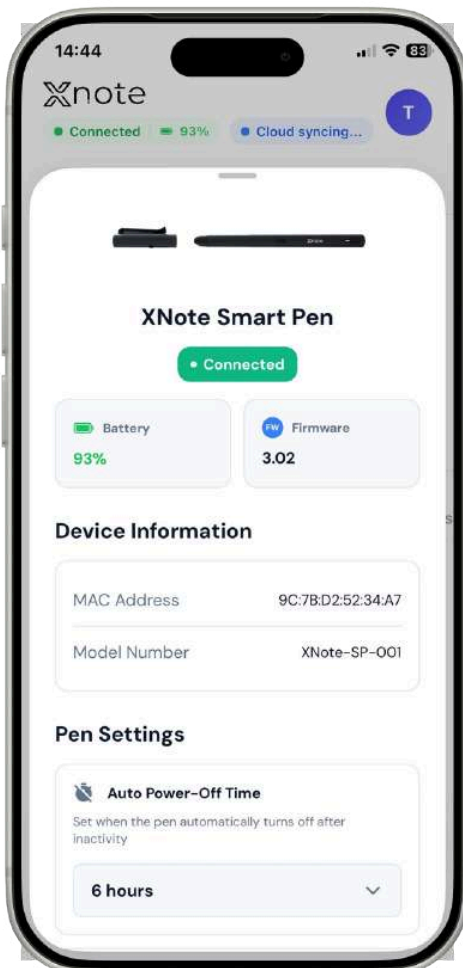 14:44
83
Xnote
T
Connected 93% Cloud syncing...
XNote Smart Pen
Connected
Battery
93%
FW Firmware
3.02
Device Information
MAC Address 9C:7B:D2:52:34:A7
Model Number XNote-SP-001
Pen Settings
Auto Power-Off Time
Set when the pen automatically turns off after
inactivity
6 hours